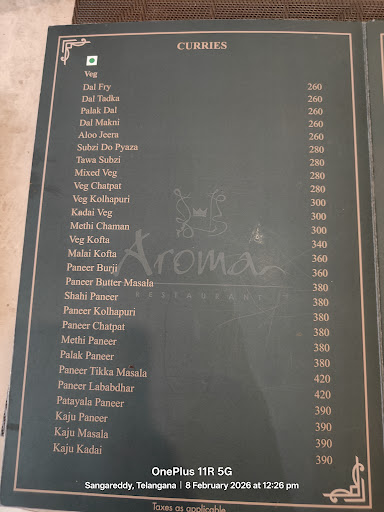 CURRIES
Veg
Dal Fry 260
Dal Tadka 260
Palak Dal 260
Dal Makni 260
Aloo Jeera 260
Subzi Do Pyaza 280
Tawa Subzi 280
Mixed Veg 280
Veg Chatpat 280
Veg Kolhapuri 300
Kadai Veg 300
Methi Chaman 300
Veg Kofta 340
Malai Kofta 360
Paneer Burji 360
Paneer Butter Masala 380
Shahi Paneer 380
Paneer Kolhapuri 380
Paneer Chatpat 380
Methi Paneer 380
Palak Paneer 380
Paneer Tikka Masala 420
Paneer Lababdhar 420
Patayala Paneer 390
Kaju Paneer 390
Kaju Masala 390
Kaju Kadai 390
Aroma
RESTAURANT
OnePlus 11R 5G
Sangareddy, Telangana | 8 February 2026 at 12:26 pm
Taxes as applicable